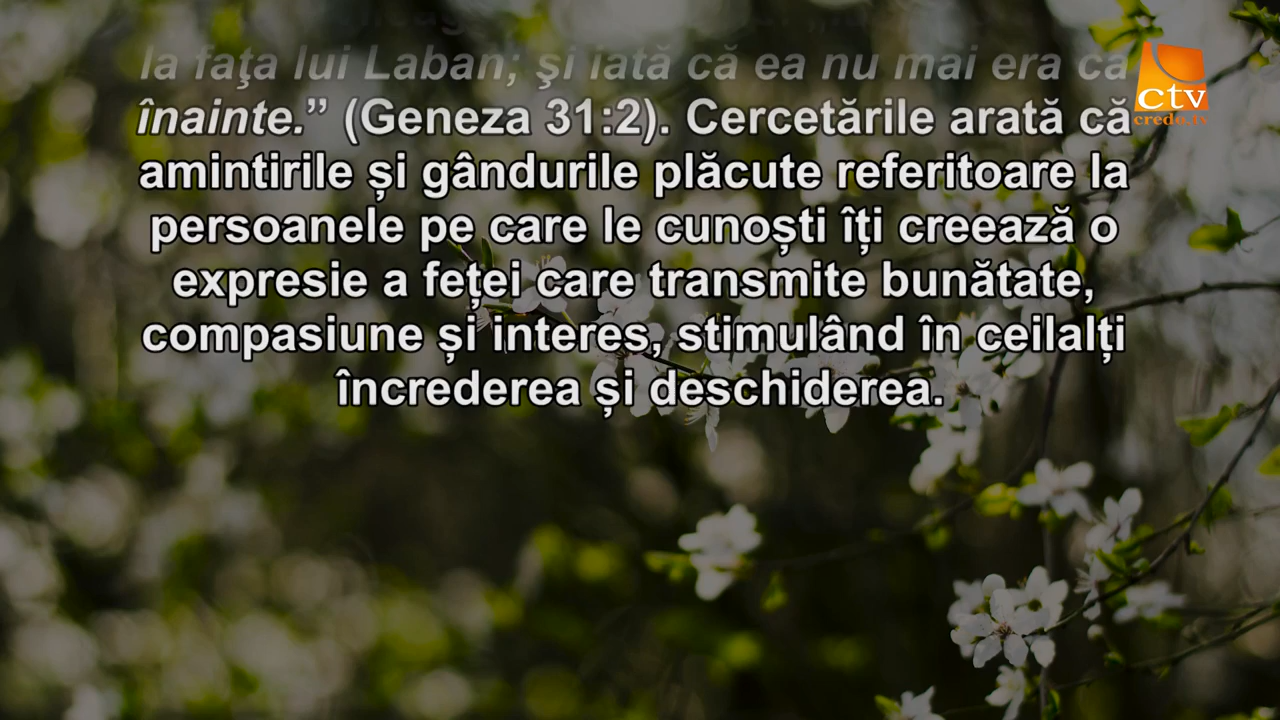 la faţa lui Laban; şi iată că ea nu mai era ca
înainte.” (Geneza 31:2). Cercetările arată că
amintirile și gândurile plăcute referitoare la
persoanele pe care le cunoști îți creează o
expresie a feței care transmite bunătate,
compasiune și interes, stimulând în ceilalți
încrederea și deschiderea.
ctv
credo.tv